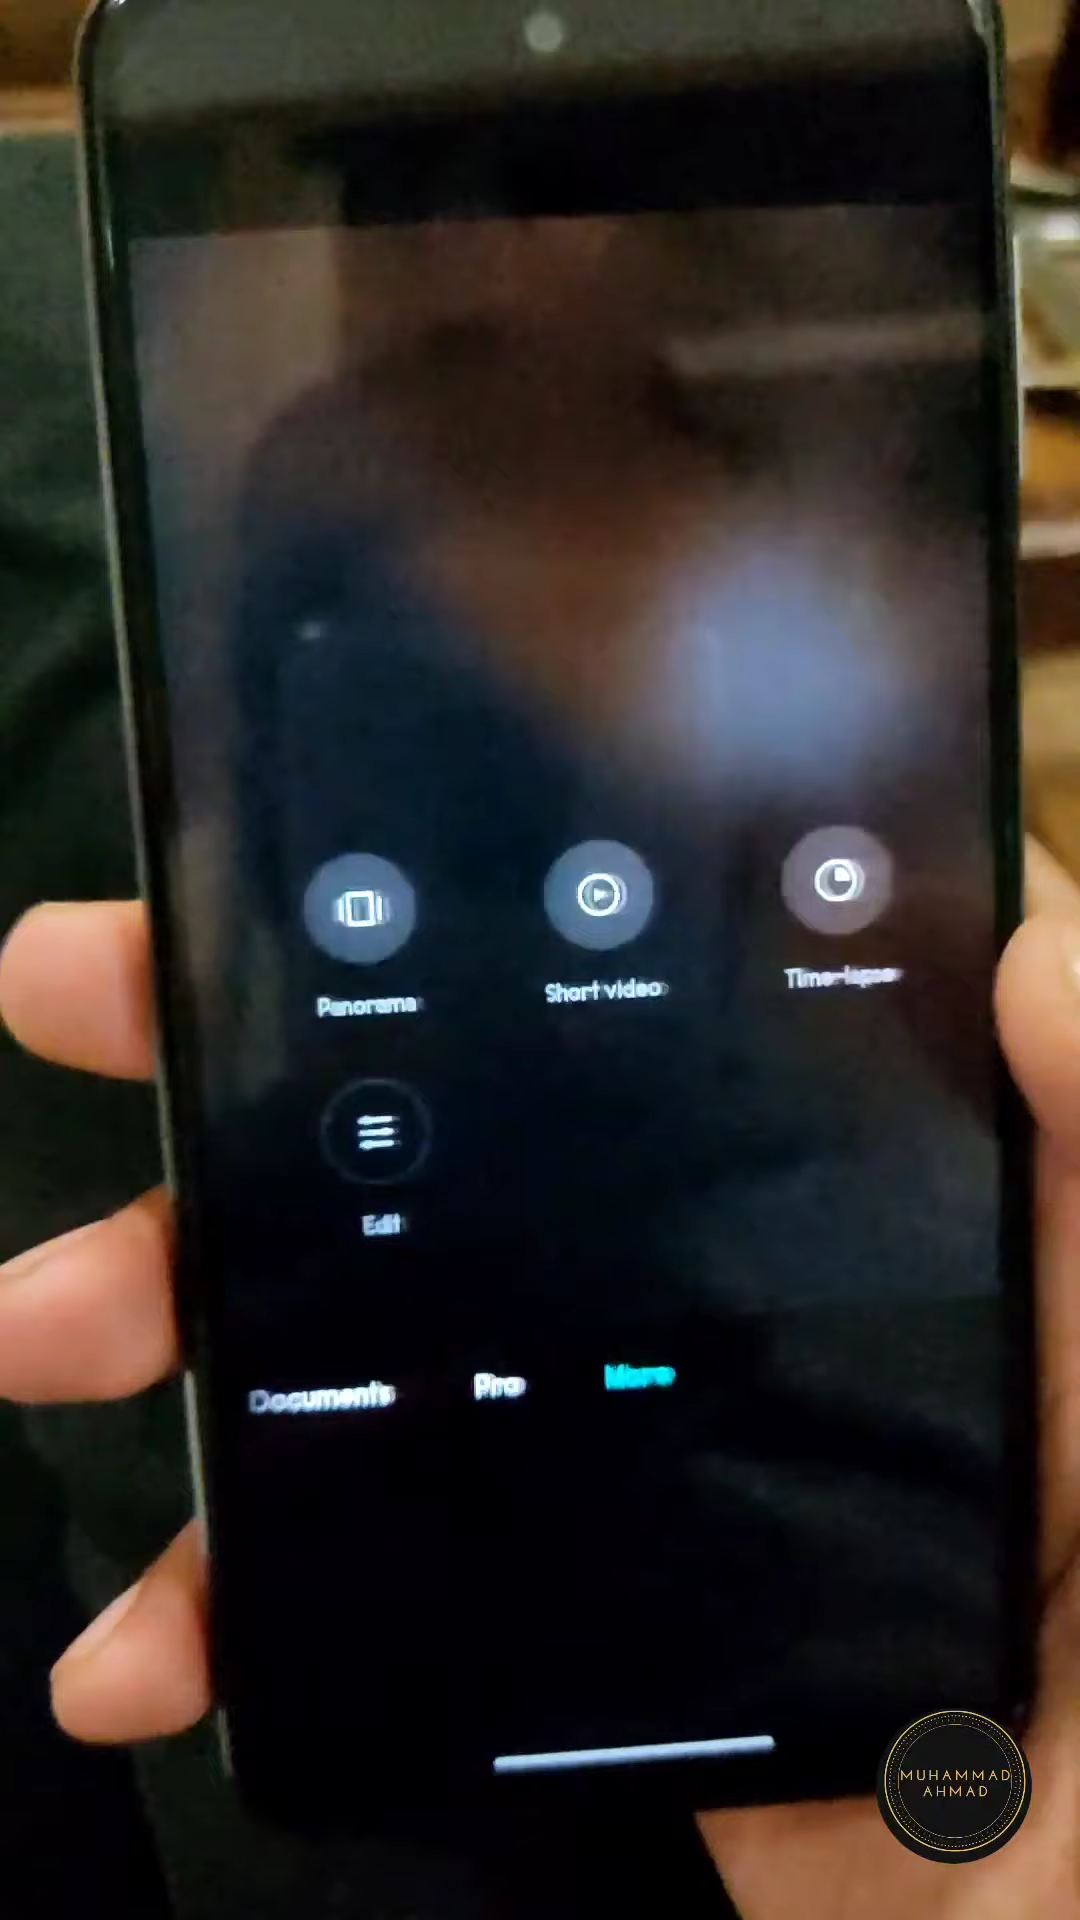 Panorama
Short video
Time-lapse
Edit
Documents
Pro
More
MUHAMMAD
AHMAD